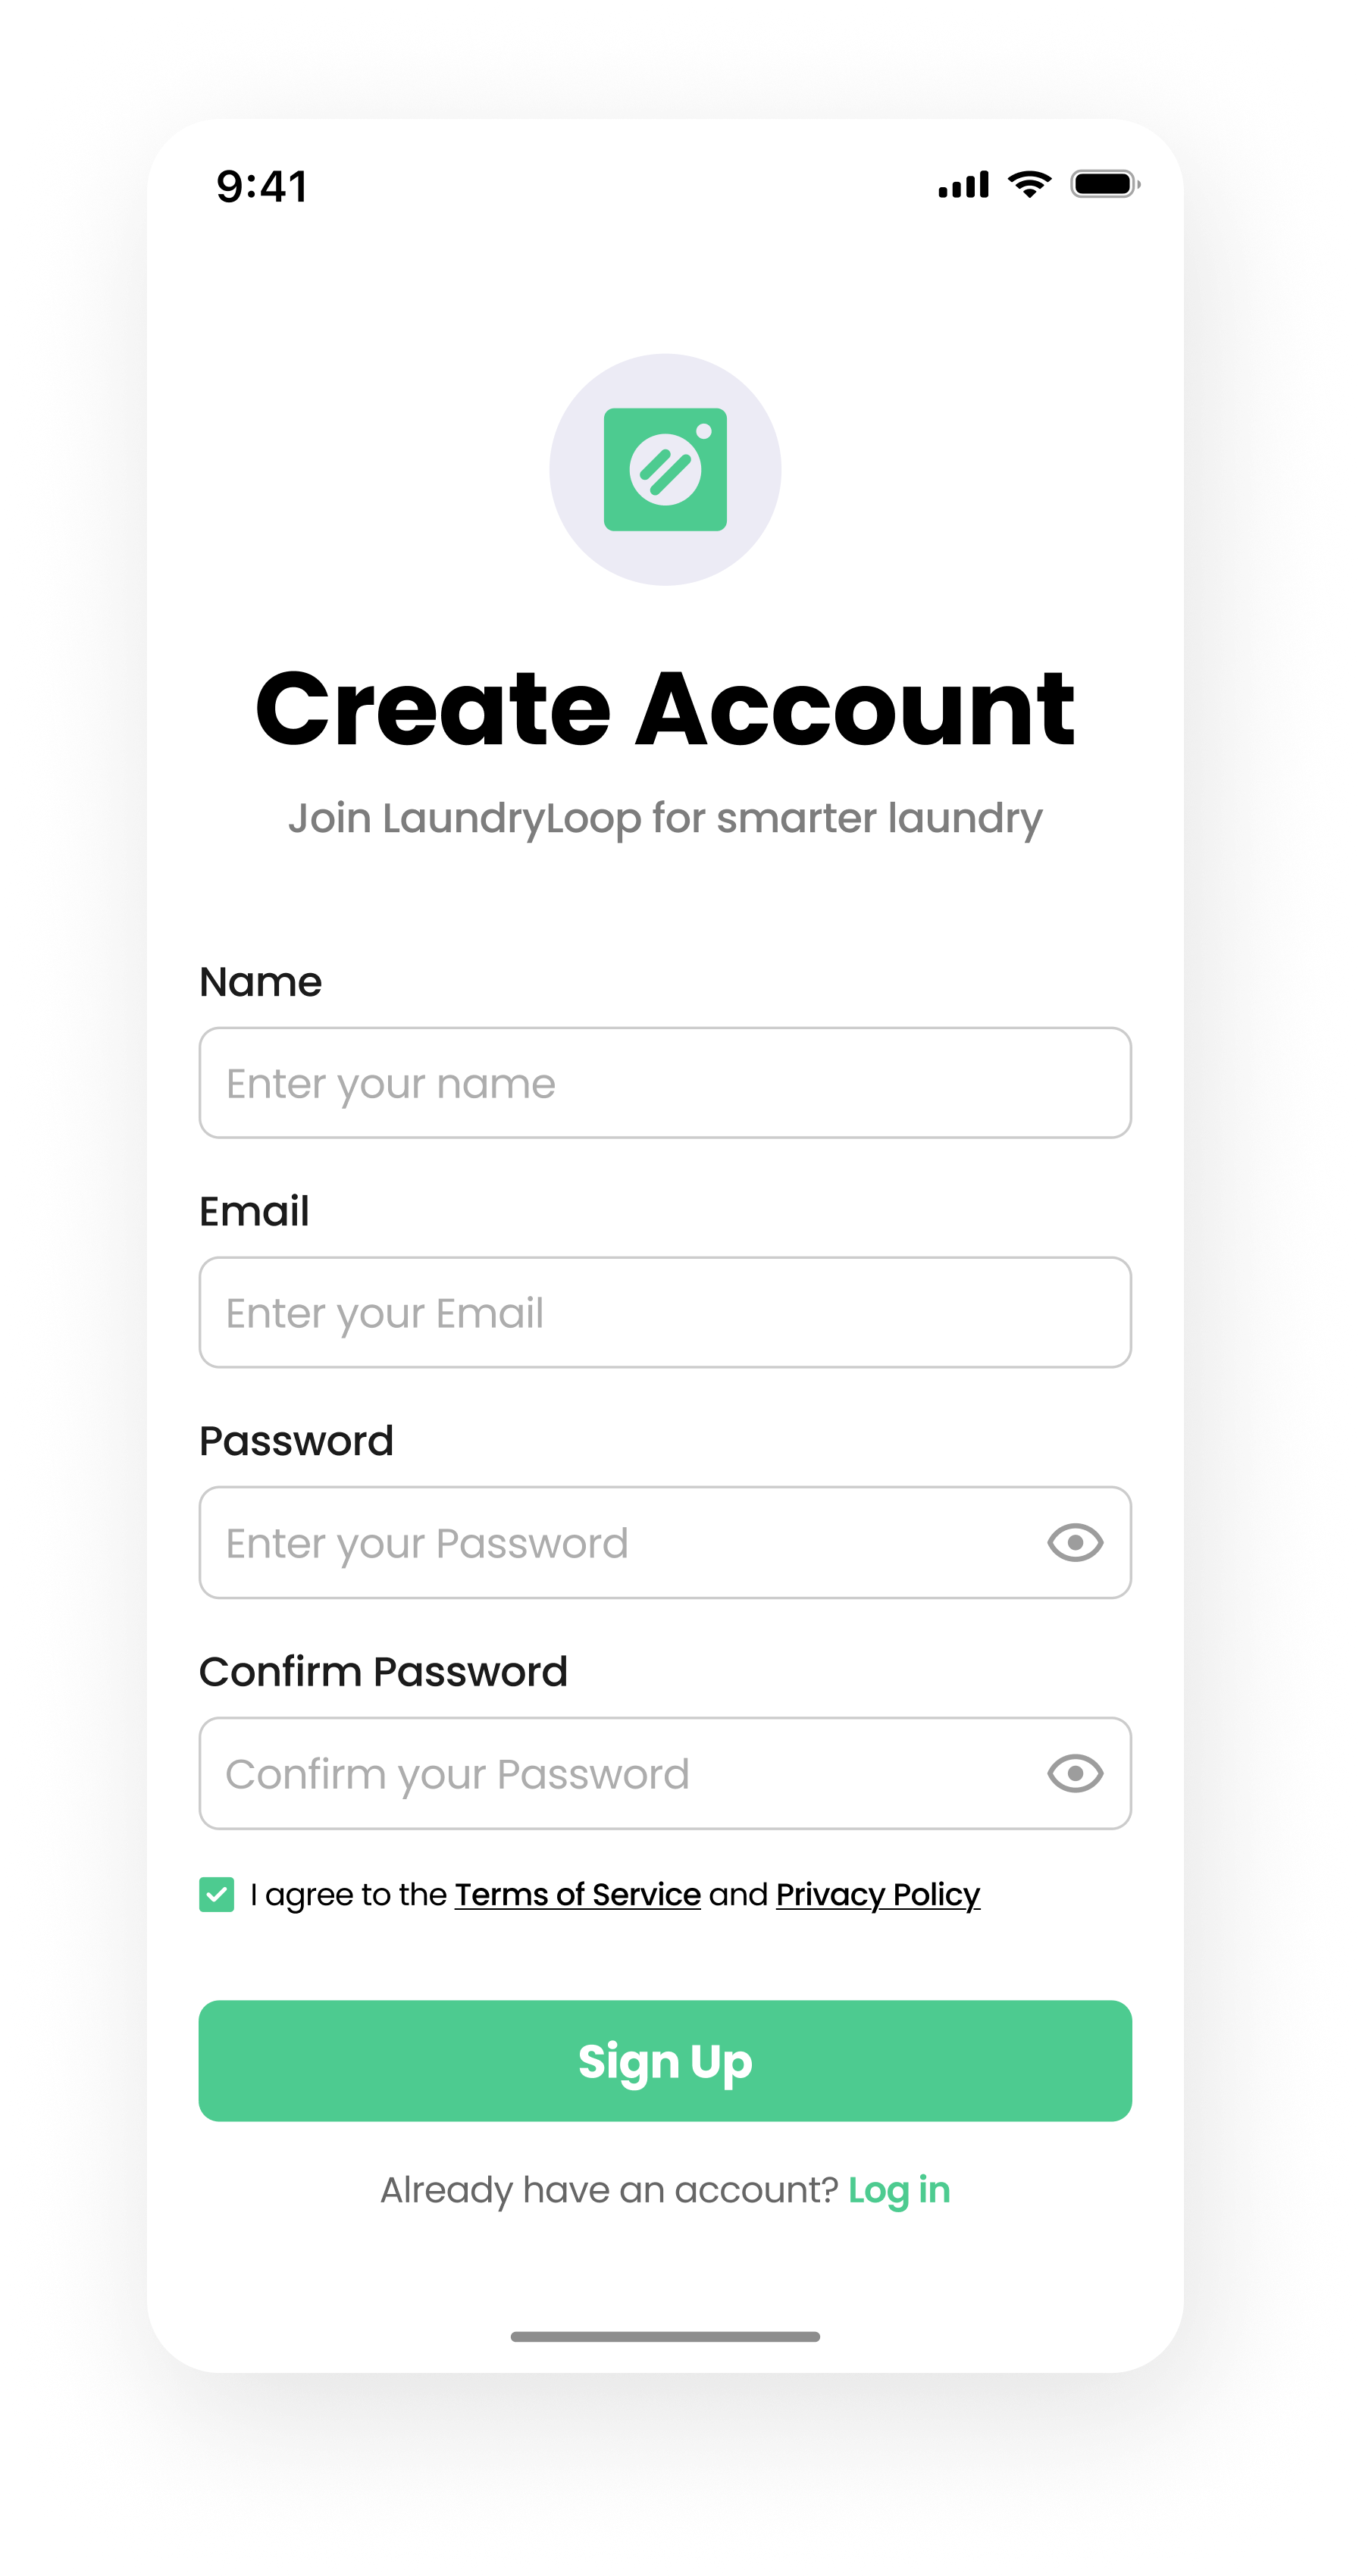 9:41
Create Account
Join LaundryLoop for smarter laundry
Name
Enter your name
Email
Enter your Email
Password
Enter your Password
Confirm Password
Confirm your Password
I agree to the Terms of Service and Privacy Policy
Sign Up
Already have an account? Log in